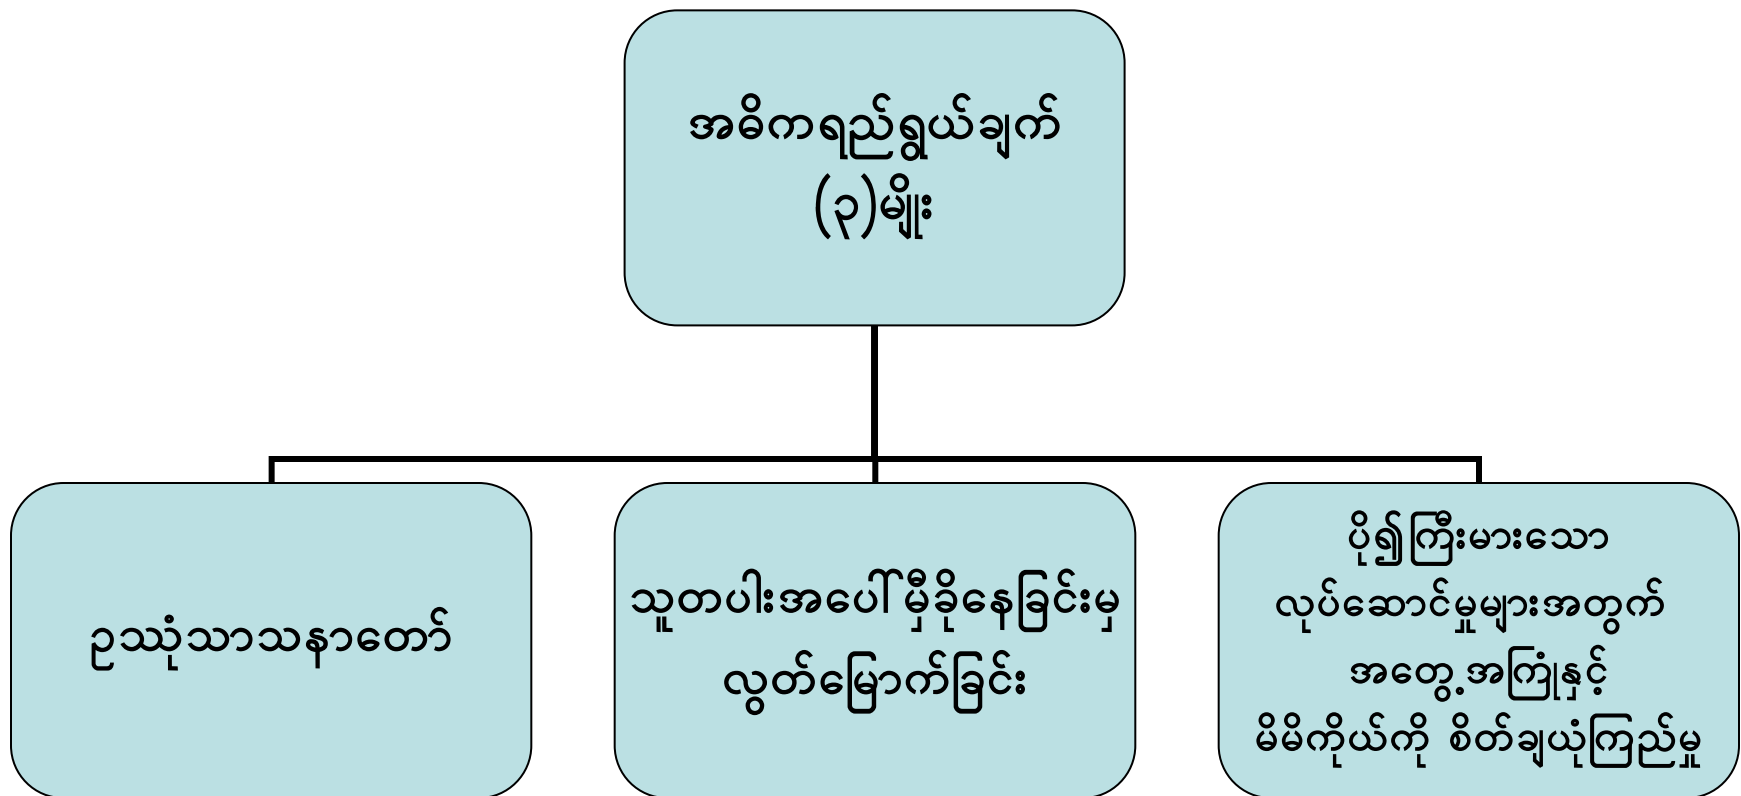 အဓိကရည်ရွယ်ချက်
(၃)မျိုး
ဥဿုံသာသနာတော်
သူတပါးအပေါ် မှီခိုနေခြင်းမှ
လွတ်မြောက်ခြင်း
ပို၍ကြီးမားသော
လုပ်ဆောင်မှုများအတွက်
အတွေ့အကြုံနှင့်
မိမိကိုယ်ကို စိတ်ချယုံကြည်မှု